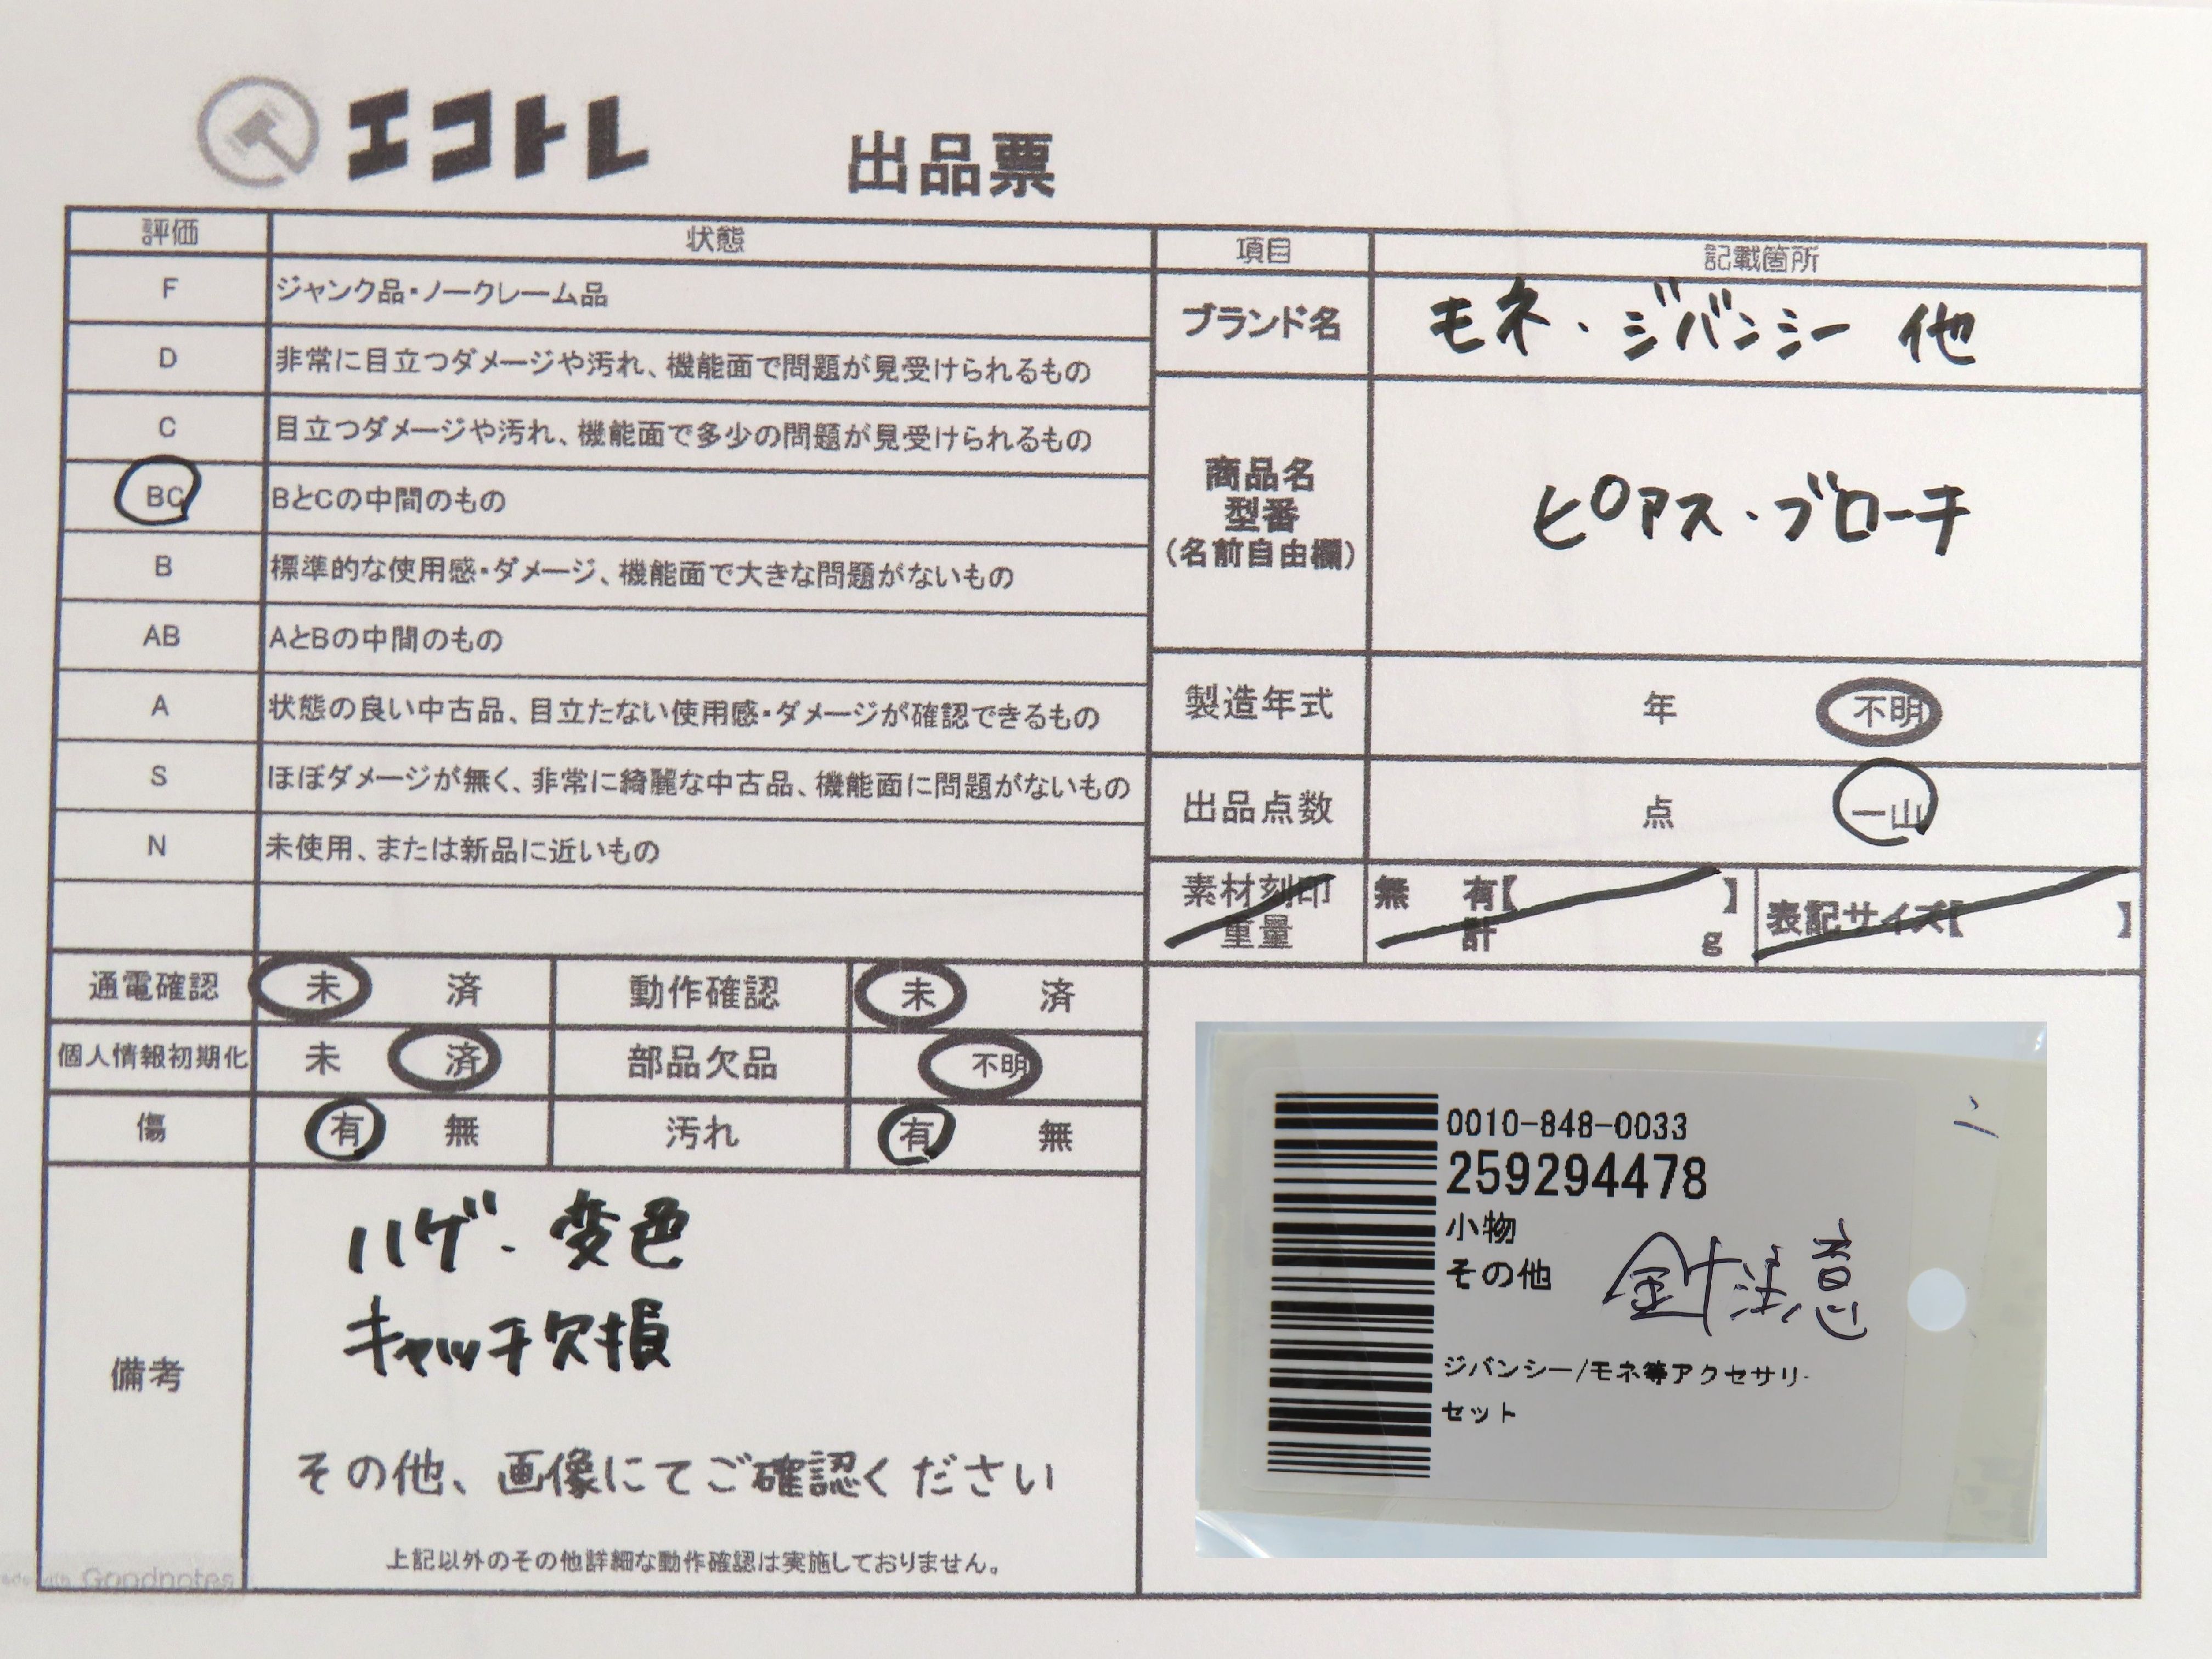 エコトレ
出品票
評価 状態
F ジャンク品・ノークレーム品
D 非常に目立つダメージや汚れ、機能面で問題が見受けられるもの
C 目立つダメージや汚れ、機能面で多少の問題が見受けられるもの
BC BとCの中間のもの
B 標準的な使用感・ダメージ、機能面で大きな問題がないもの
AB AとBの中間のもの
A 状態の良い中古品、目立たない使用感・ダメージが確認できるもの
S ほぼダメージが無く、非常に綺麗な中古品、機能面に問題がないもの
N 未使用、または新品に近いもの
項目 記載箇所
ブランド名 モネ・ジバンシー 他
商品名
型番
(名前自由欄)
ピアス・ブローチ
製造年式 年 不明
出品点数 点 一山
素材刻印
重量
無 有【 】
計 g
表記サイズ【 】
通電確認 未 済 動作確認 未 済
個人情報初期化 未 済 部品欠品 不明
傷 有 無 汚れ 有 無
備考
ハゲ・変色
キャッチ欠損
その他、画像にてご確認ください
上記以外のその他詳細な動作確認は実施しておりません。
Goodnotes
0010-848-0033
259294478
小物
その他
針注意
ジバンシー/モネ等アクセサリ-
セット